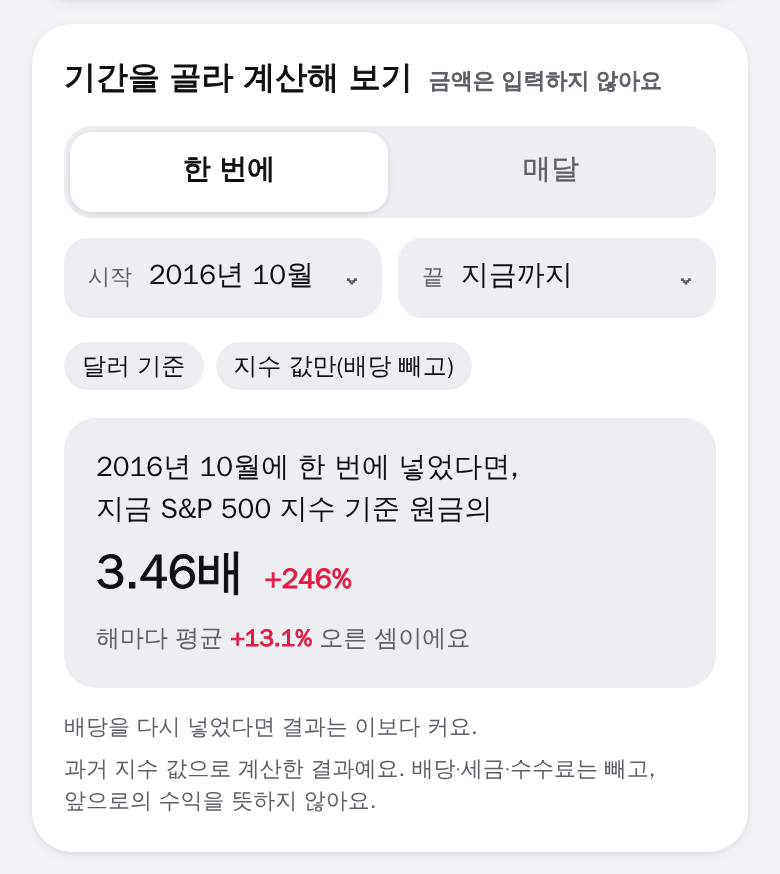 기간을 골라 계산해 보기 금액은 입력하지 않아요
한 번에 매달
시작 2016년 10월 끝 지금까지
달러 기준 지수 값만(배당 빼고)
2016년 10월에 한 번에 넣었다면,
지금 S&P 500 지수 기준 원금의
3.46배 +246%
해마다 평균 +13.1% 오른 셈이에요
배당을 다시 넣었다면 결과는 이보다 커요.
과거 지수 값으로 계산한 결과예요. 배당·세금·수수료는 빼고,
앞으로의 수익을 뜻하지 않아요.